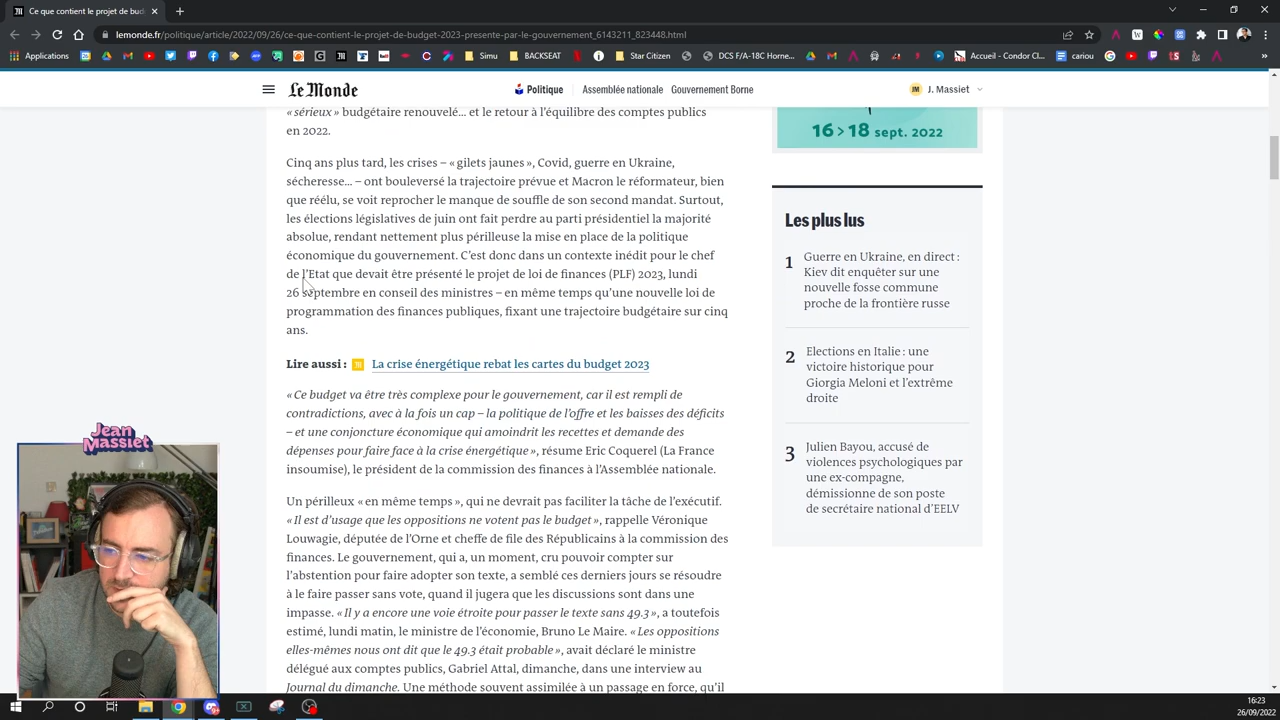 Ce que contient le projet de bud
lemonde.fr/politique/article/2022/09/26/ce-que-contient-le-projet-de-budget-2023-presente-par-le-gouvernement_6143211_823448.html
Applications
Simu
BACKSEAT
Star Citizen
DCS F/A-18C Horne...
Accueil - Condor Cl...
cariou
Le Monde
Politique
Assemblée nationale
Gouvernement Borne
JM
J. Massiet
« sérieux » budgétaire renouvelé… et le retour à l'équilibre des comptes publics
en 2022.
Cinq ans plus tard, les crises – « gilets jaunes », Covid, guerre en Ukraine,
sécheresse… – ont bouleversé la trajectoire prévue et Macron le réformateur, bien
que réélu, se voit reprocher le manque de souffle de son second mandat. Surtout,
les élections législatives de juin ont fait perdre au parti présidentiel la majorité
absolue, rendant nettement plus périlleuse la mise en place de la politique
économique du gouvernement. C'est donc dans un contexte inédit pour le chef
de l'Etat que devait être présenté le projet de loi de finances (PLF) 2023, lundi
26 septembre en conseil des ministres – en même temps qu'une nouvelle loi de
programmation des finances publiques, fixant une trajectoire budgétaire sur cinq
ans.
Lire aussi : La crise énergétique rebat les cartes du budget 2023
« Ce budget va être très complexe pour le gouvernement, car il est rempli de
contradictions, avec à la fois un cap – la politique de l'offre et les baisses des déficits
– et une conjoncture économique qui amoindrit les recettes et demande des
dépenses pour faire face à la crise énergétique », résume Eric Coquerel (La France
insoumise), le président de la commission des finances à l'Assemblée nationale.
Un périlleux « en même temps », qui ne devrait pas faciliter la tâche de l'exécutif.
« Il est d'usage que les oppositions ne votent pas le budget », rappelle Véronique
Louwagie, députée de l'Orne et cheffe de file des Républicains à la commission des
finances. Le gouvernement, qui a, un moment, cru pouvoir compter sur
l'abstention pour faire adopter son texte, a semblé ces derniers jours se résoudre
à le faire passer sans vote, quand il jugera que les discussions sont dans une
impasse. « Il y a encore une voie étroite pour passer le texte sans 49.3 », a toutefois
estimé, lundi matin, le ministre de l'économie, Bruno Le Maire. « Les oppositions
elles-mêmes nous ont dit que le 49.3 était probable », avait déclaré le ministre
délégué aux comptes publics, Gabriel Attal, dimanche, dans une interview au
Journal du dimanche. Une méthode souvent assimilée à un passage en force, qu'il
16 > 18 sept. 2022
Les plus lus
1 Guerre en Ukraine, en direct :
Kiev dit enquêter sur une
nouvelle fosse commune
proche de la frontière russe
2 Elections en Italie : une
victoire historique pour
Giorgia Meloni et l'extrême
droite
3 Julien Bayou, accusé de
violences psychologiques par
une ex-compagne,
démissionne de son poste
de secrétaire national d'EELV
Jean
Massiet
16:23
26/09/2022